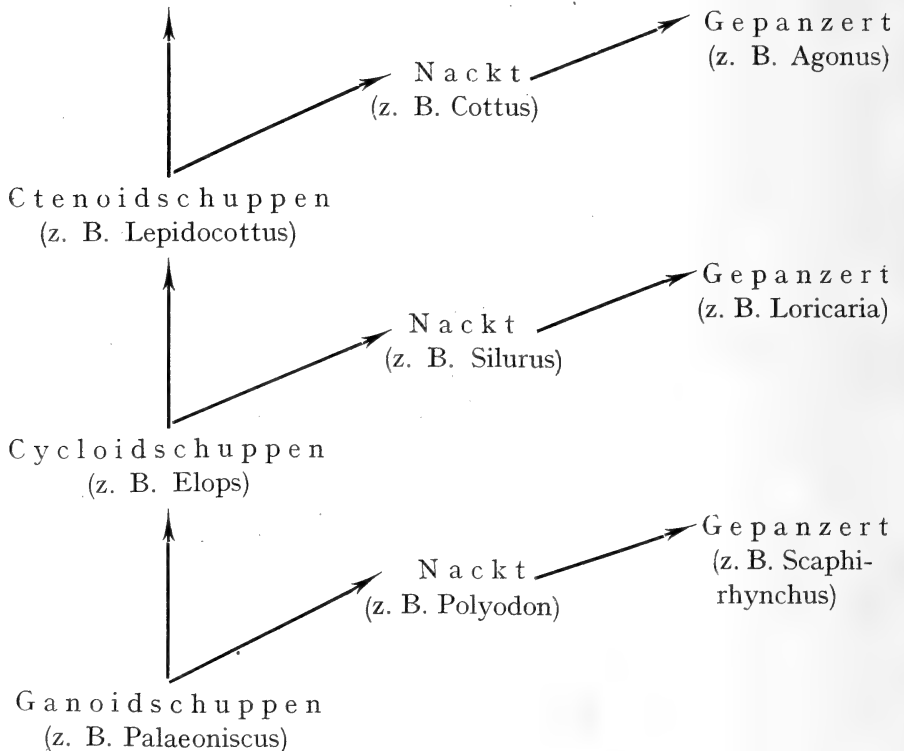 Gepanzert
(z. B. Agonus)
Nackt
(z. B. Cottus)
Ctenoidschuppen
(z. B. Lepidocottus)
Gepanzert
(z. B. Loricaria)
Nackt
(z. B. Silurus)
Cycloidschuppen
(z. B. Elops)
Gepanzert
(z. B. Scaphi-
rhynchus)
Nackt
(z. B. Polyodon)
Ganoidschuppen
(z. B. Palaeoniscus)